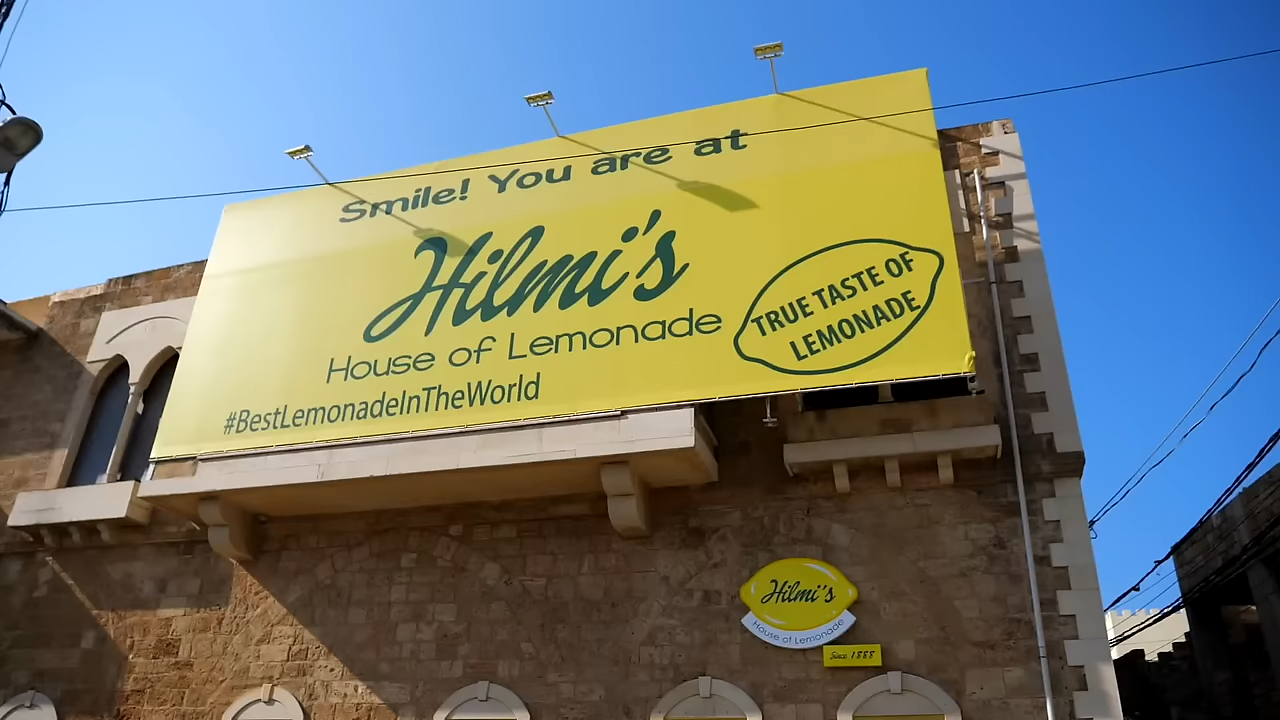 Smile! You are at
Hilmi's
House of Lemonade
#BestLemonadeInTheWorld
TRUE TASTE OF
LEMONADE
Hilmi's
House of Lemonade
Since 1888